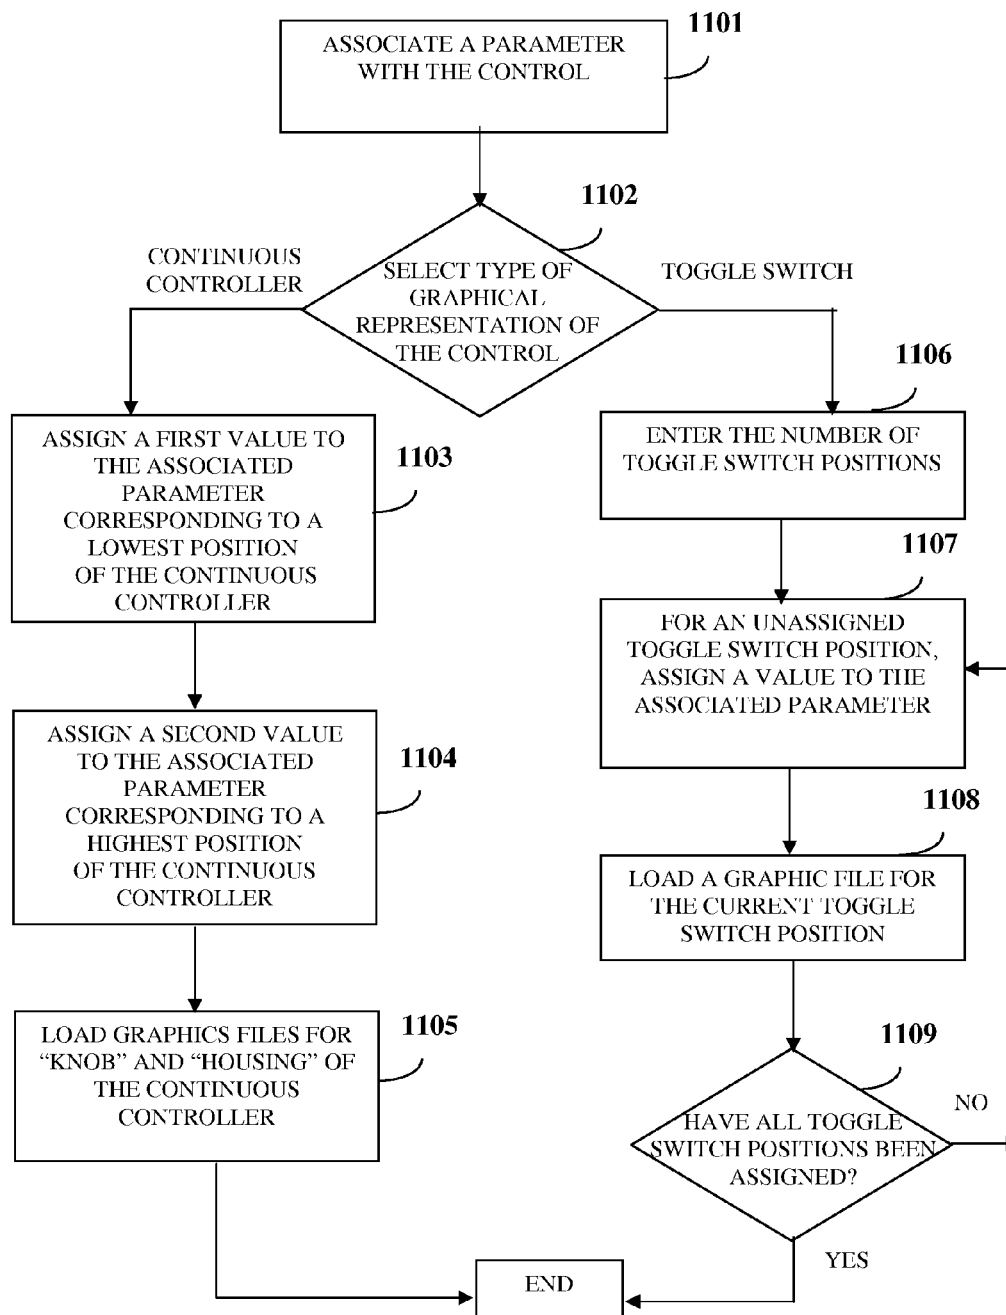 1101
ASSOCIATE A PARAMETER
WITH THE CONTROL
1102
CONTINUOUS
CONTROLLER
SELECT TYPE OF
GRAPHICAL
REPRESENTATION OF
THE CONTROL
TOGGLE SWITCH
1103
ASSIGN A FIRST VALUE TO
THE ASSOCIATED
PARAMETER
CORRESPONDING TO A
LOWEST POSITION
OF THE CONTINUOUS
CONTROLLER
1104
ASSIGN A SECOND VALUE
TO THE ASSOCIATED
PARAMETER
CORRESPONDING TO A
HIGHEST POSITION
OF THE CONTINUOUS
CONTROLLER
1105
LOAD GRAPHICS FILES FOR
“KNOB” AND “HOUSING” OF
THE CONTINUOUS
CONTROLLER
1106
ENTER THE NUMBER OF
TOGGLE SWITCH POSITIONS
1107
FOR AN UNASSIGNED
TOGGLE SWITCH POSITION,
ASSIGN A VALUE TO THE
ASSOCIATED PARAMETER
1108
LOAD A GRAPHIC FILE FOR
THE CURRENT TOGGLE
SWITCH POSITION
1109
HAVE ALL TOGGLE
SWITCH POSITIONS BEEN
ASSIGNED?
NO
YES
END